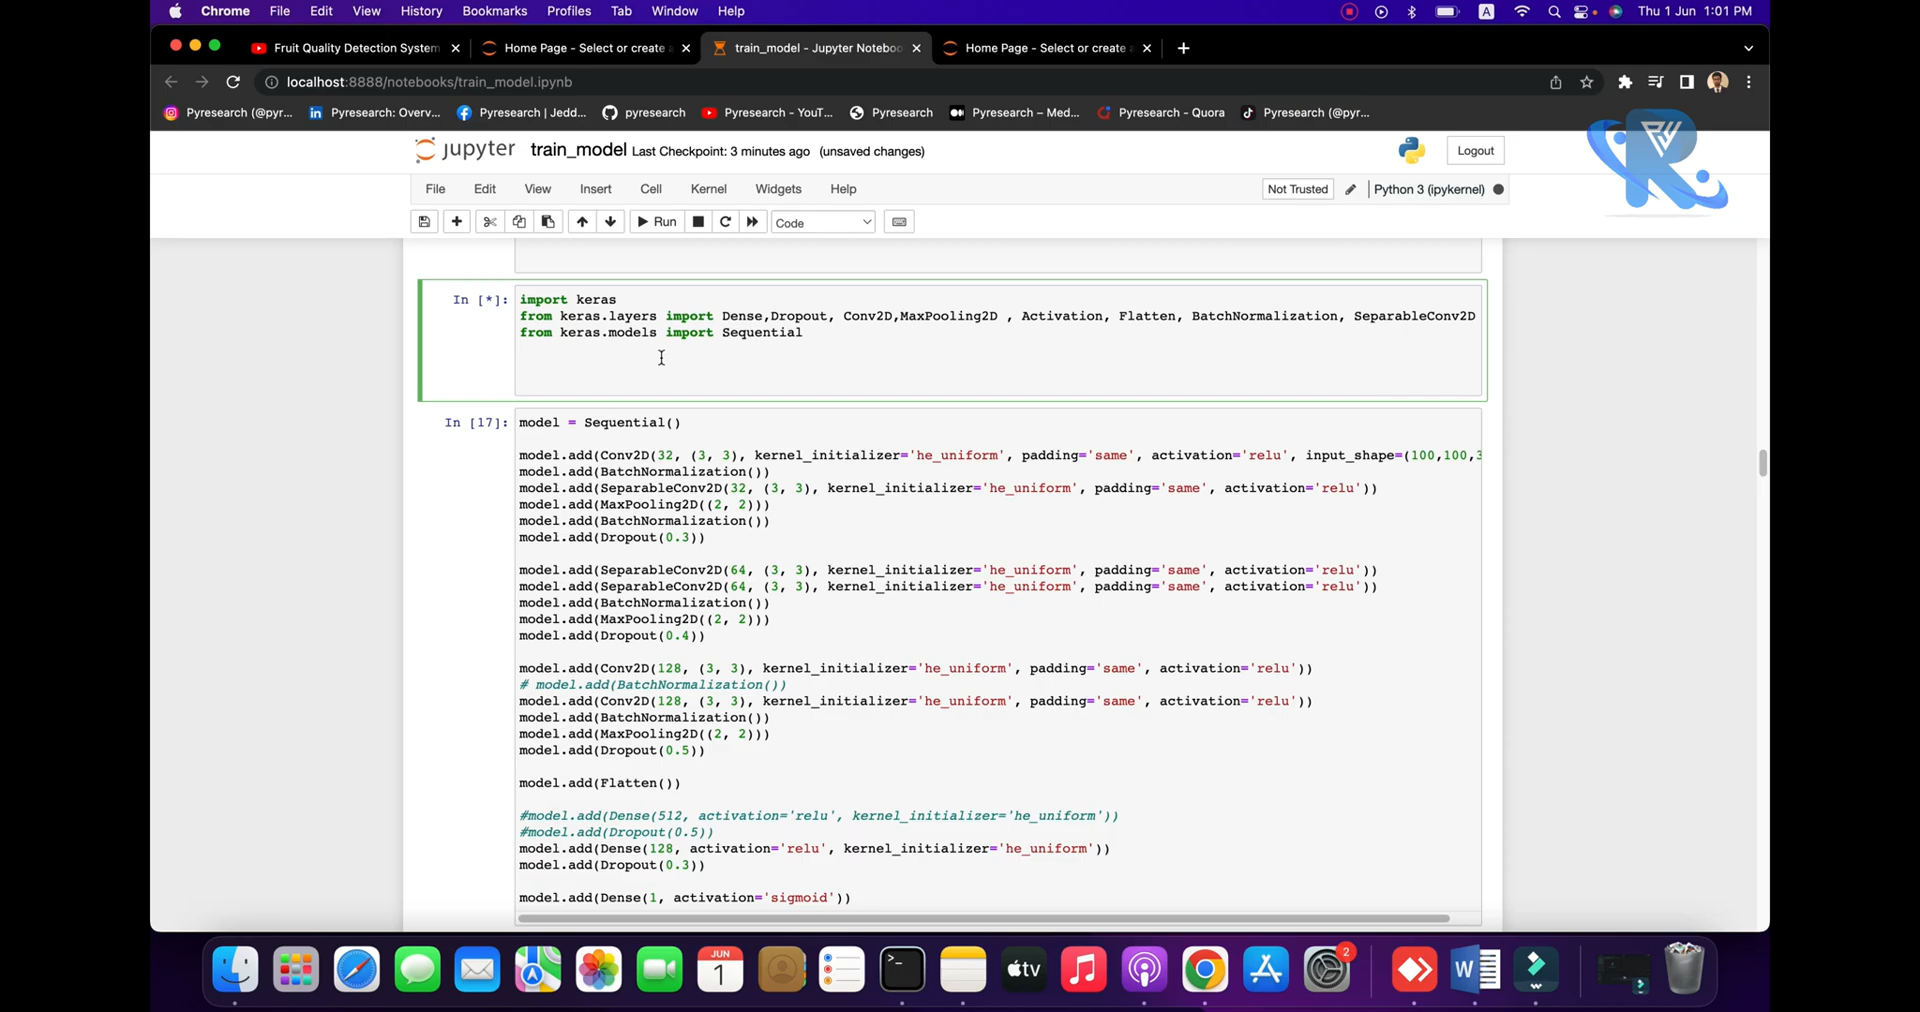 Chrome File Edit View History Bookmarks Profiles Tab Window Help A Thu 1 Jun 1:01 PM
Fruit Quality Detection System Home Page - Select or create a train_model - Jupyter Noteboo Home Page - Select or create a
localhost:8888/notebooks/train_model.ipynb
Pyresearch (@pyr... Pyresearch: Overv... Pyresearch | Jedd... pyresearch Pyresearch - YouT... Pyresearch Pyresearch – Med... Pyresearch - Quora Pyresearch (@pyr...
jupyter train_model Last Checkpoint: 3 minutes ago (unsaved changes) Logout
File Edit View Insert Cell Kernel Widgets Help Not Trusted Python 3 (ipykernel)
Run Code
In [*]: import keras
from keras.layers import Dense,Dropout, Conv2D,MaxPooling2D , Activation, Flatten, BatchNormalization, SeparableConv2D
from keras.models import Sequential
In [17]: model = Sequential()
model.add(Conv2D(32, (3, 3), kernel_initializer='he_uniform', padding='same', activation='relu', input_shape=(100,100,3
model.add(BatchNormalization())
model.add(SeparableConv2D(32, (3, 3), kernel_initializer='he_uniform', padding='same', activation='relu'))
model.add(MaxPooling2D((2, 2)))
model.add(BatchNormalization())
model.add(Dropout(0.3))
model.add(SeparableConv2D(64, (3, 3), kernel_initializer='he_uniform', padding='same', activation='relu'))
model.add(SeparableConv2D(64, (3, 3), kernel_initializer='he_uniform', padding='same', activation='relu'))
model.add(BatchNormalization())
model.add(MaxPooling2D((2, 2)))
model.add(Dropout(0.4))
model.add(Conv2D(128, (3, 3), kernel_initializer='he_uniform', padding='same', activation='relu'))
# model.add(BatchNormalization())
model.add(Conv2D(128, (3, 3), kernel_initializer='he_uniform', padding='same', activation='relu'))
model.add(BatchNormalization())
model.add(MaxPooling2D((2, 2)))
model.add(Dropout(0.5))
model.add(Flatten())
#model.add(Dense(512, activation='relu', kernel_initializer='he_uniform'))
#model.add(Dropout(0.5))
model.add(Dense(128, activation='relu', kernel_initializer='he_uniform'))
model.add(Dropout(0.3))
model.add(Dense(1, activation='sigmoid'))
JUN
1
tv
2
W